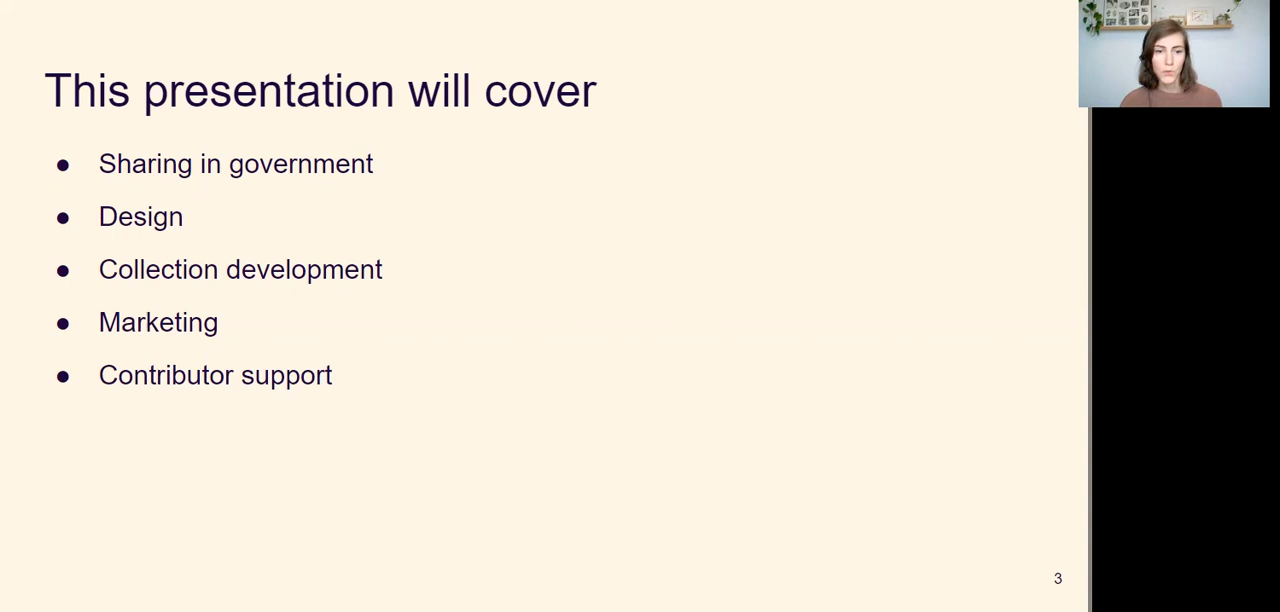 This presentation will cover
● Sharing in government
● Design
● Collection development
● Marketing
● Contributor support
3